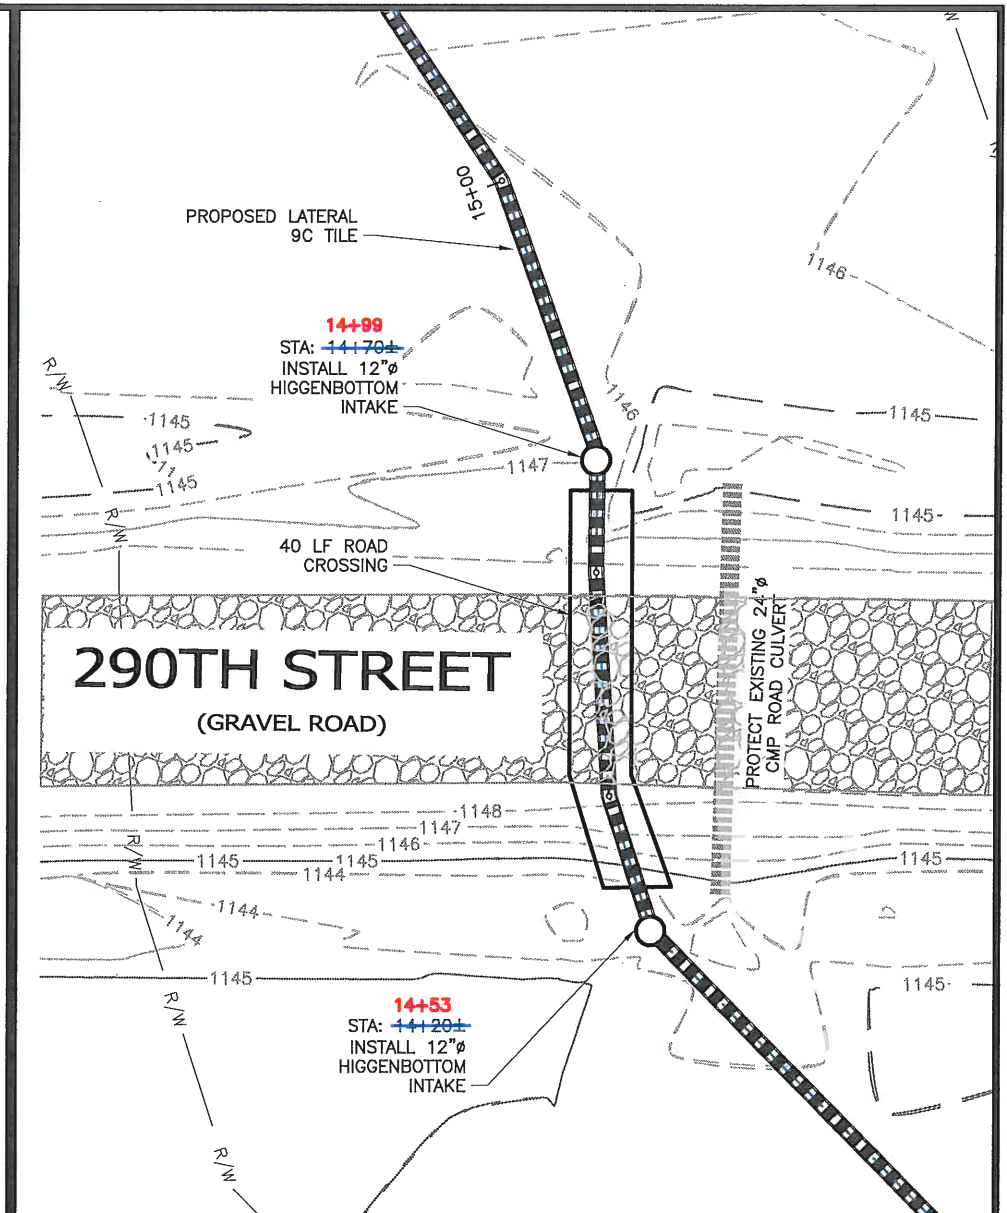 15+00
PROPOSED LATERAL
9C TILE
1146
14+99
STA: 14+70±
INSTALL 12"ø
HIGGENBOTTOM
INTAKE
R/W
1146
1145
1145
1145
1145
1147
R/W
1145
40 LF ROAD
CROSSING
PROTECT EXISTING 24"ø
CMP ROAD CULVERT
290TH STREET
(GRAVEL ROAD)
1148
1147
1146
R/W
1145
1145
1145
1144
1144
1144
1145
1145
R/W
14+53
STA: 14+20±
INSTALL 12"ø
HIGGENBOTTOM
INTAKE
R/W